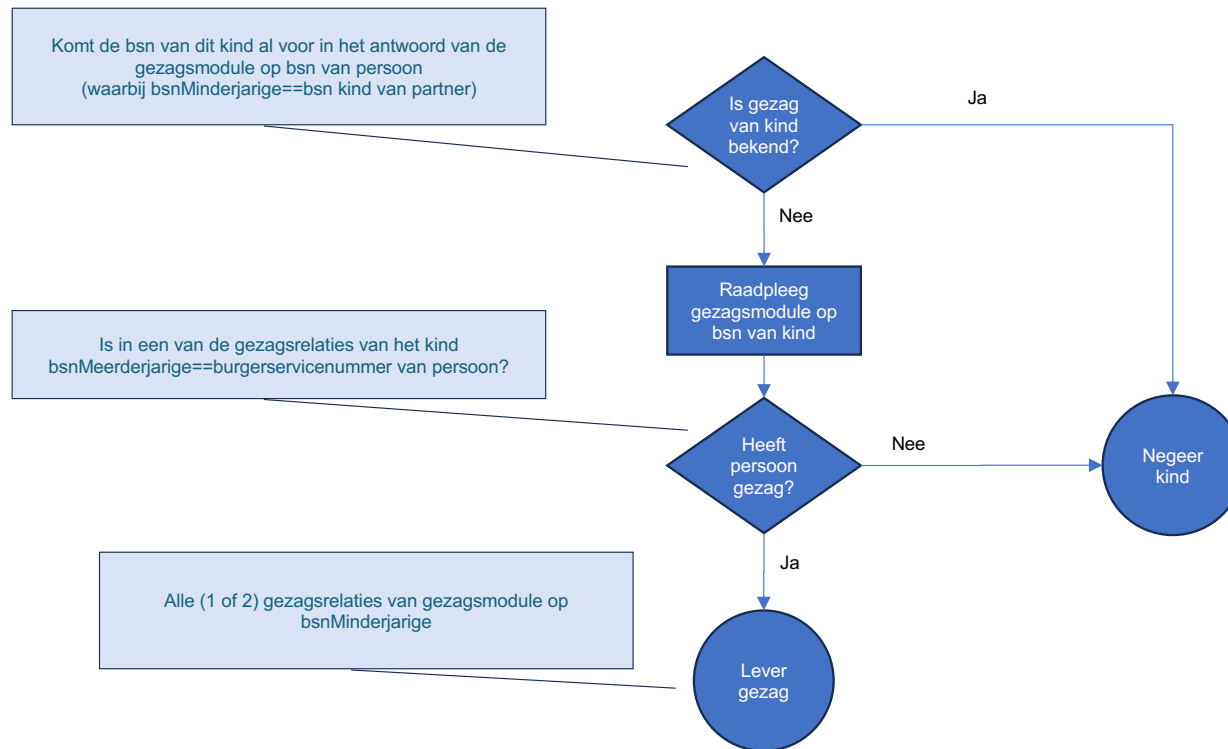 Komt de bsn van dit kind al voor in het antwoord van de
gezagsmodule op bsn van persoon
(waarbij bsnMinderjarige==bsn kind van partner)
Is gezag
van kind
bekend?
Ja
Nee
Raadpleeg
gezagsmodule op
bsn van kind
Is in een van de gezagsrelaties van het kind
bsnMeerderjarige==burgerservicenummer van persoon?
Heeft
persoon
gezag?
Nee
Negeer
kind
Ja
Alle (1 of 2) gezagsrelaties van gezagsmodule op
bsnMinderjarige
Lever
gezag